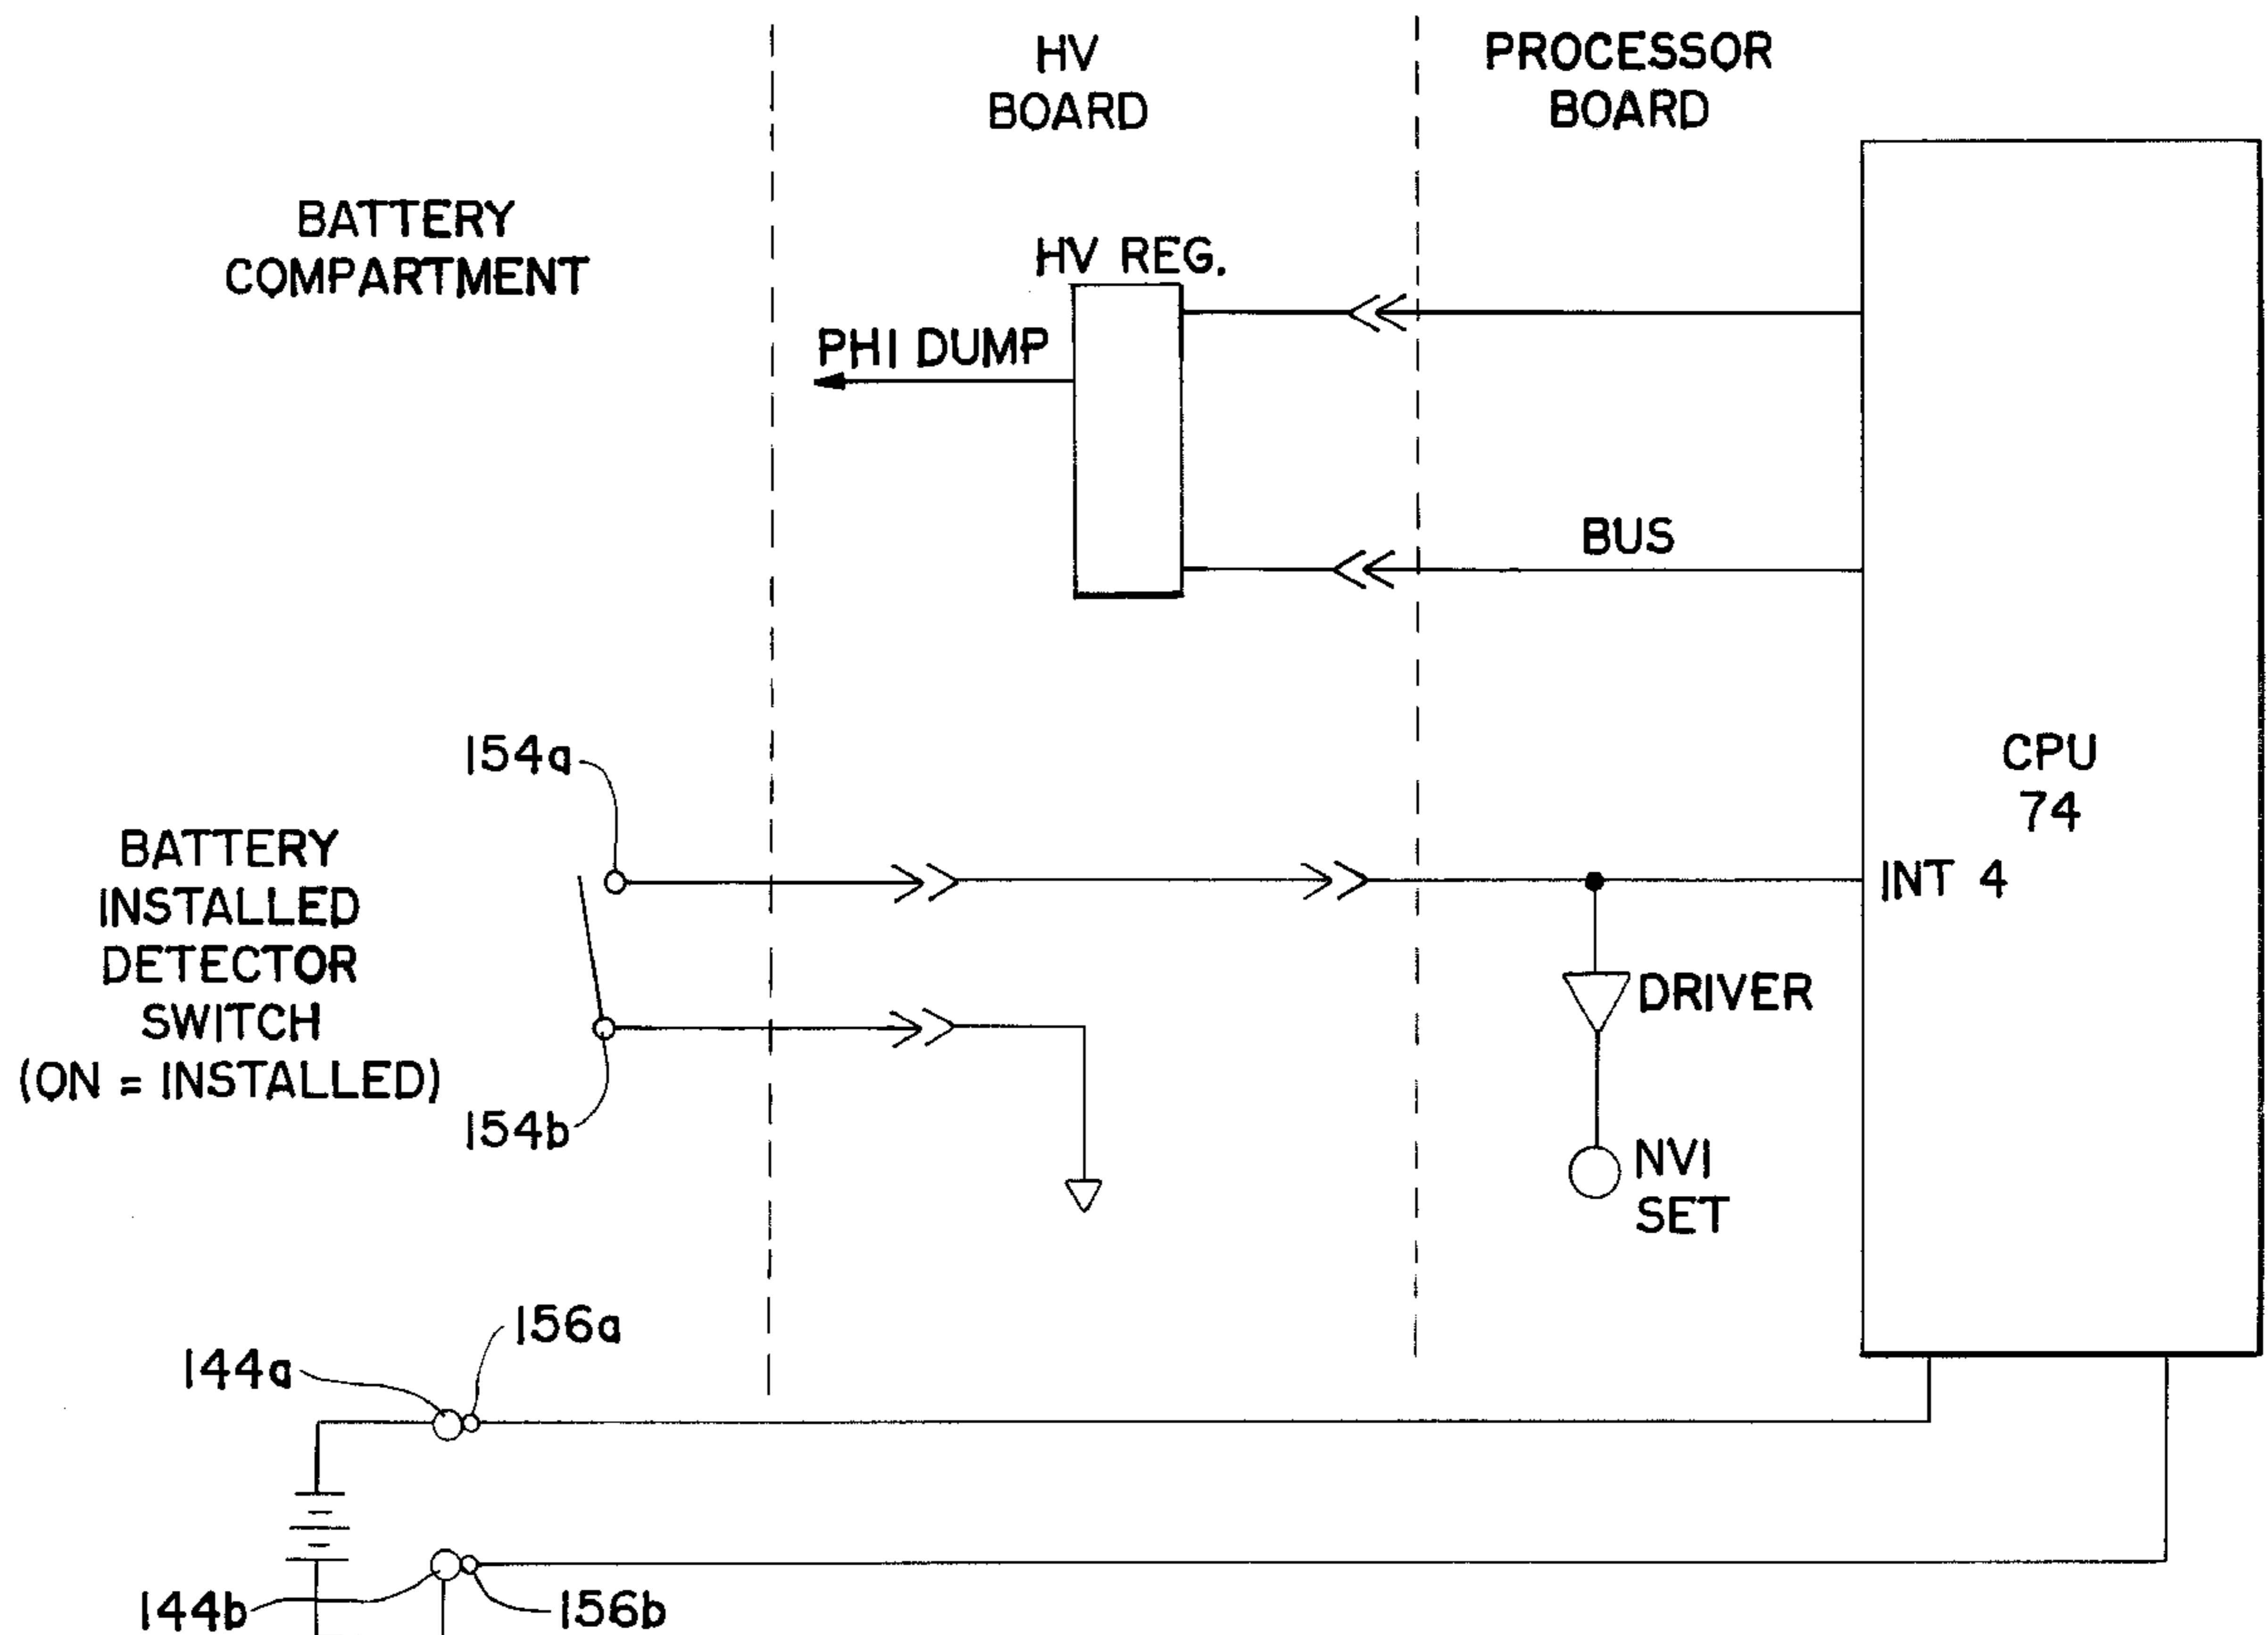 HV
BOARD
PROCESSOR
BOARD
BATTERY
COMPARTMENT
HV REG.
PHI DUMP
BUS
154a
CPU
74
BATTERY
INSTALLED
DETECTOR
SWITCH
(ON = INSTALLED)
INT 4
DRIVER
154b
NVI
SET
156a
144a
144b
156b